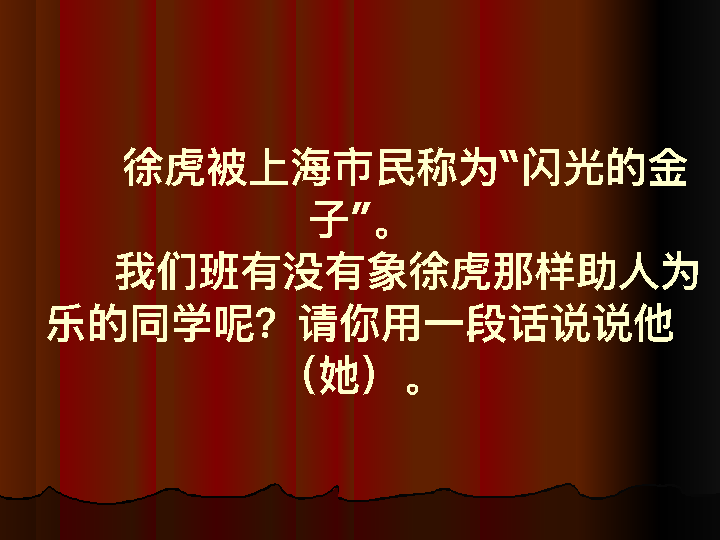 徐虎被上海市民称为“闪光的金
子”。
我们班有没有象徐虎那样助人为
乐的同学呢？请你用一段话说说他
（她）。